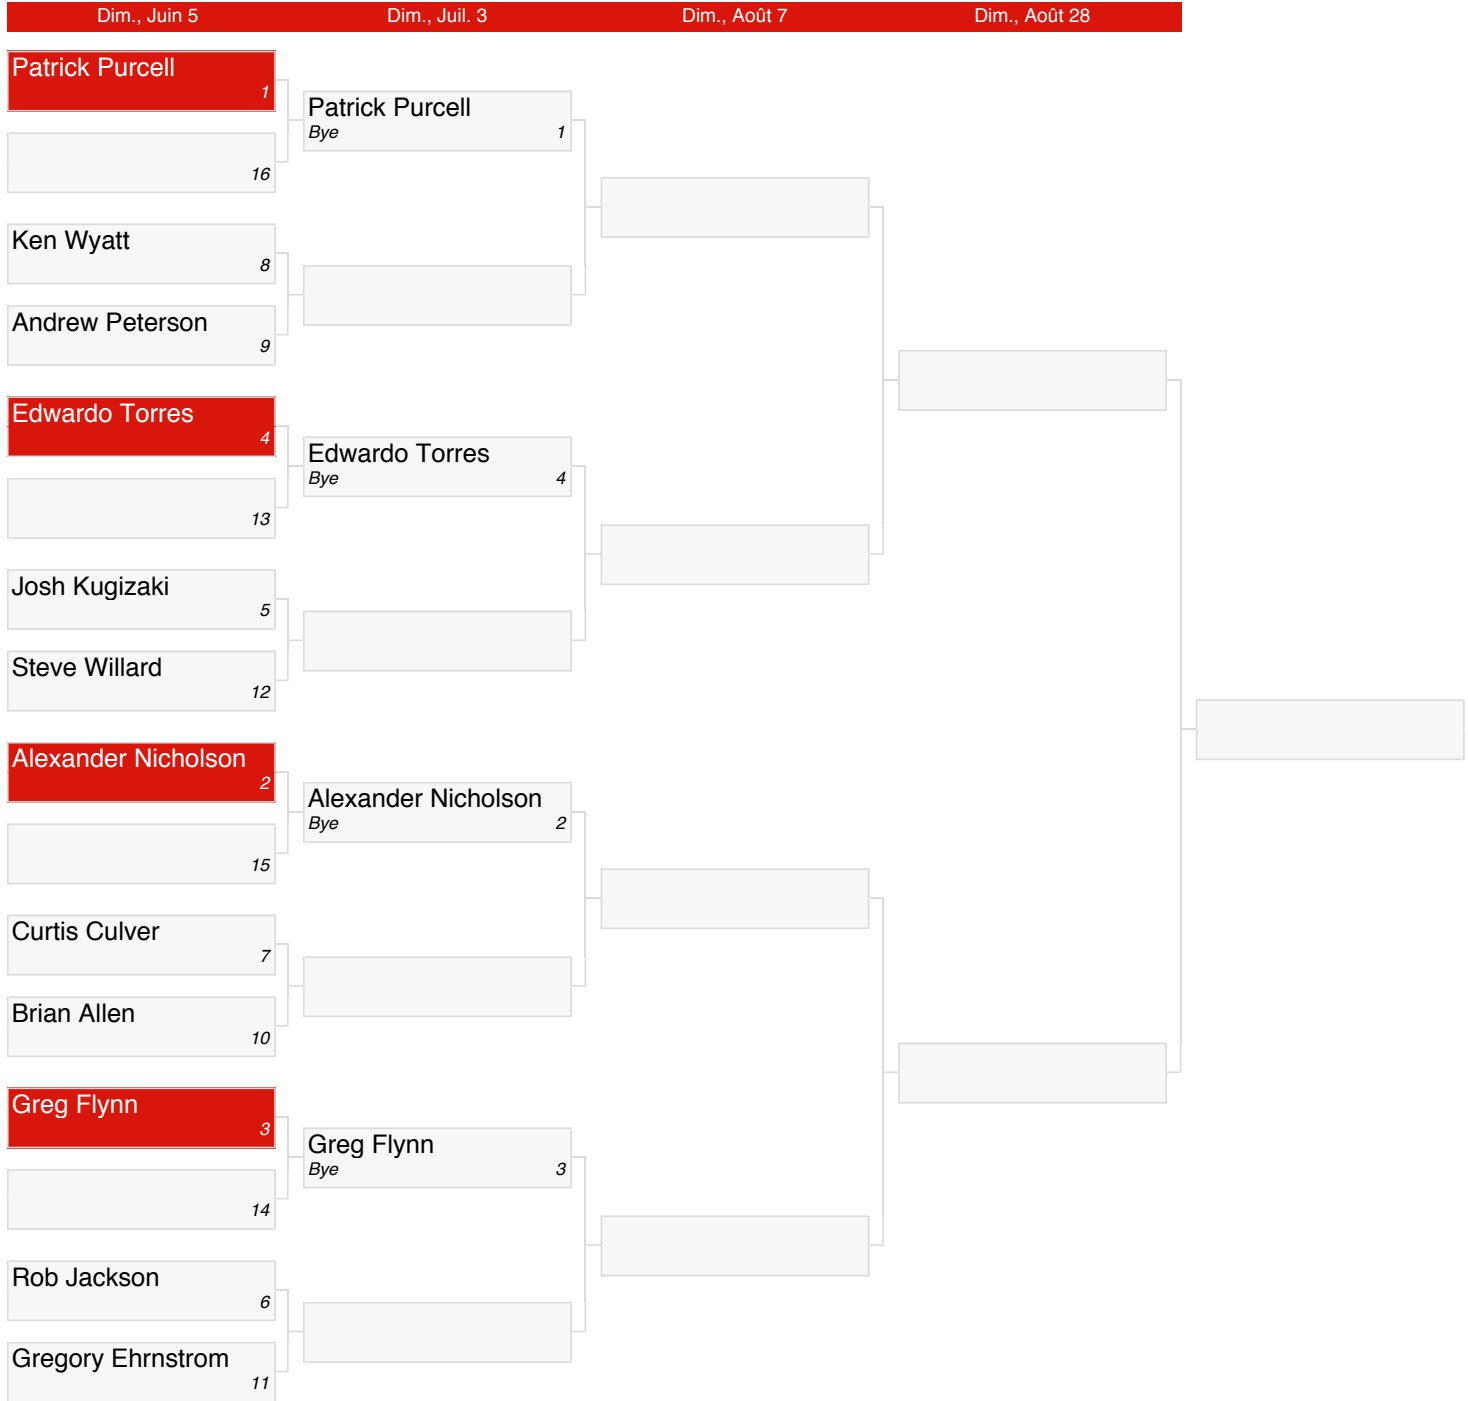 Dim., Juin 5
Dim., Juil. 3
Dim., Août 7
Dim., Août 28
Patrick Purcell
1
16
Ken Wyatt
8
Andrew Peterson
9
Edwardo Torres
4
13
Josh Kugizaki
5
Steve Willard
12
Alexander Nicholson
2
15
Curtis Culver
7
Brian Allen
10
Greg Flynn
3
14
Rob Jackson
6
Gregory Ehrnstrom
11
Patrick Purcell
Bye 1
Edwardo Torres
Bye 4
Alexander Nicholson
Bye 2
Greg Flynn
Bye 3